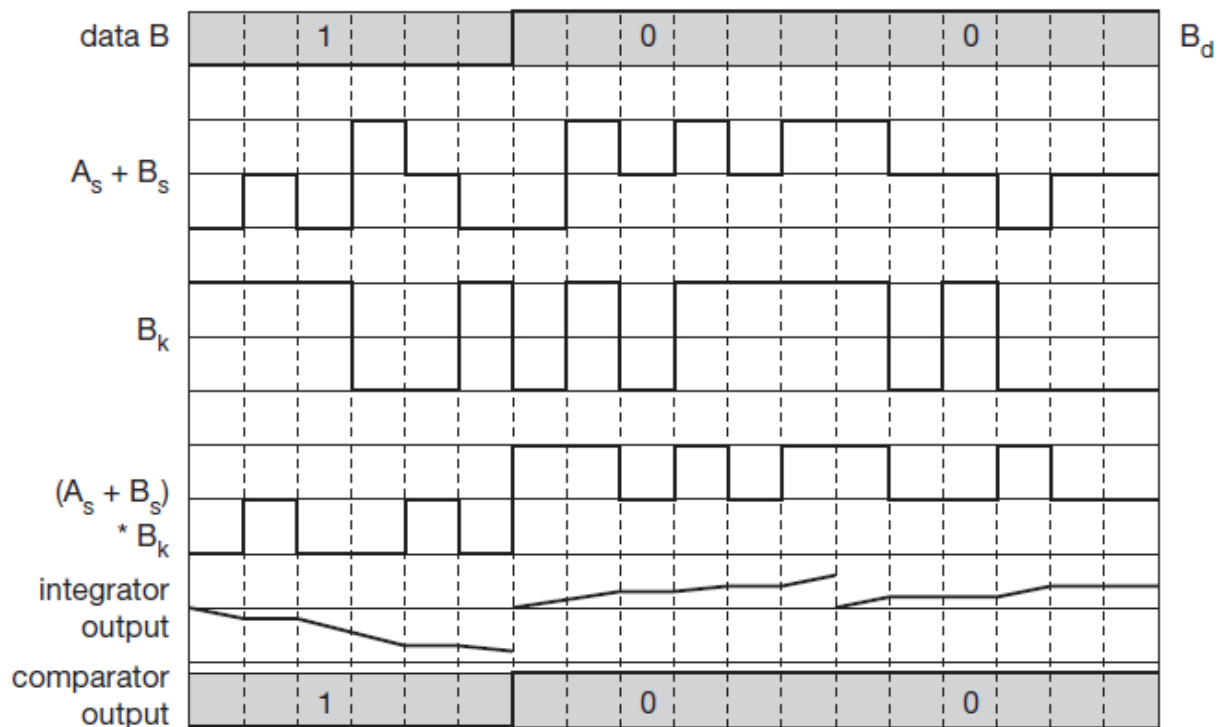 data B 1 0 0 B_d
A_s + B_s
B_k
(A_s + B_s)
* B_k
integrator
output
comparator
output 1 0 0